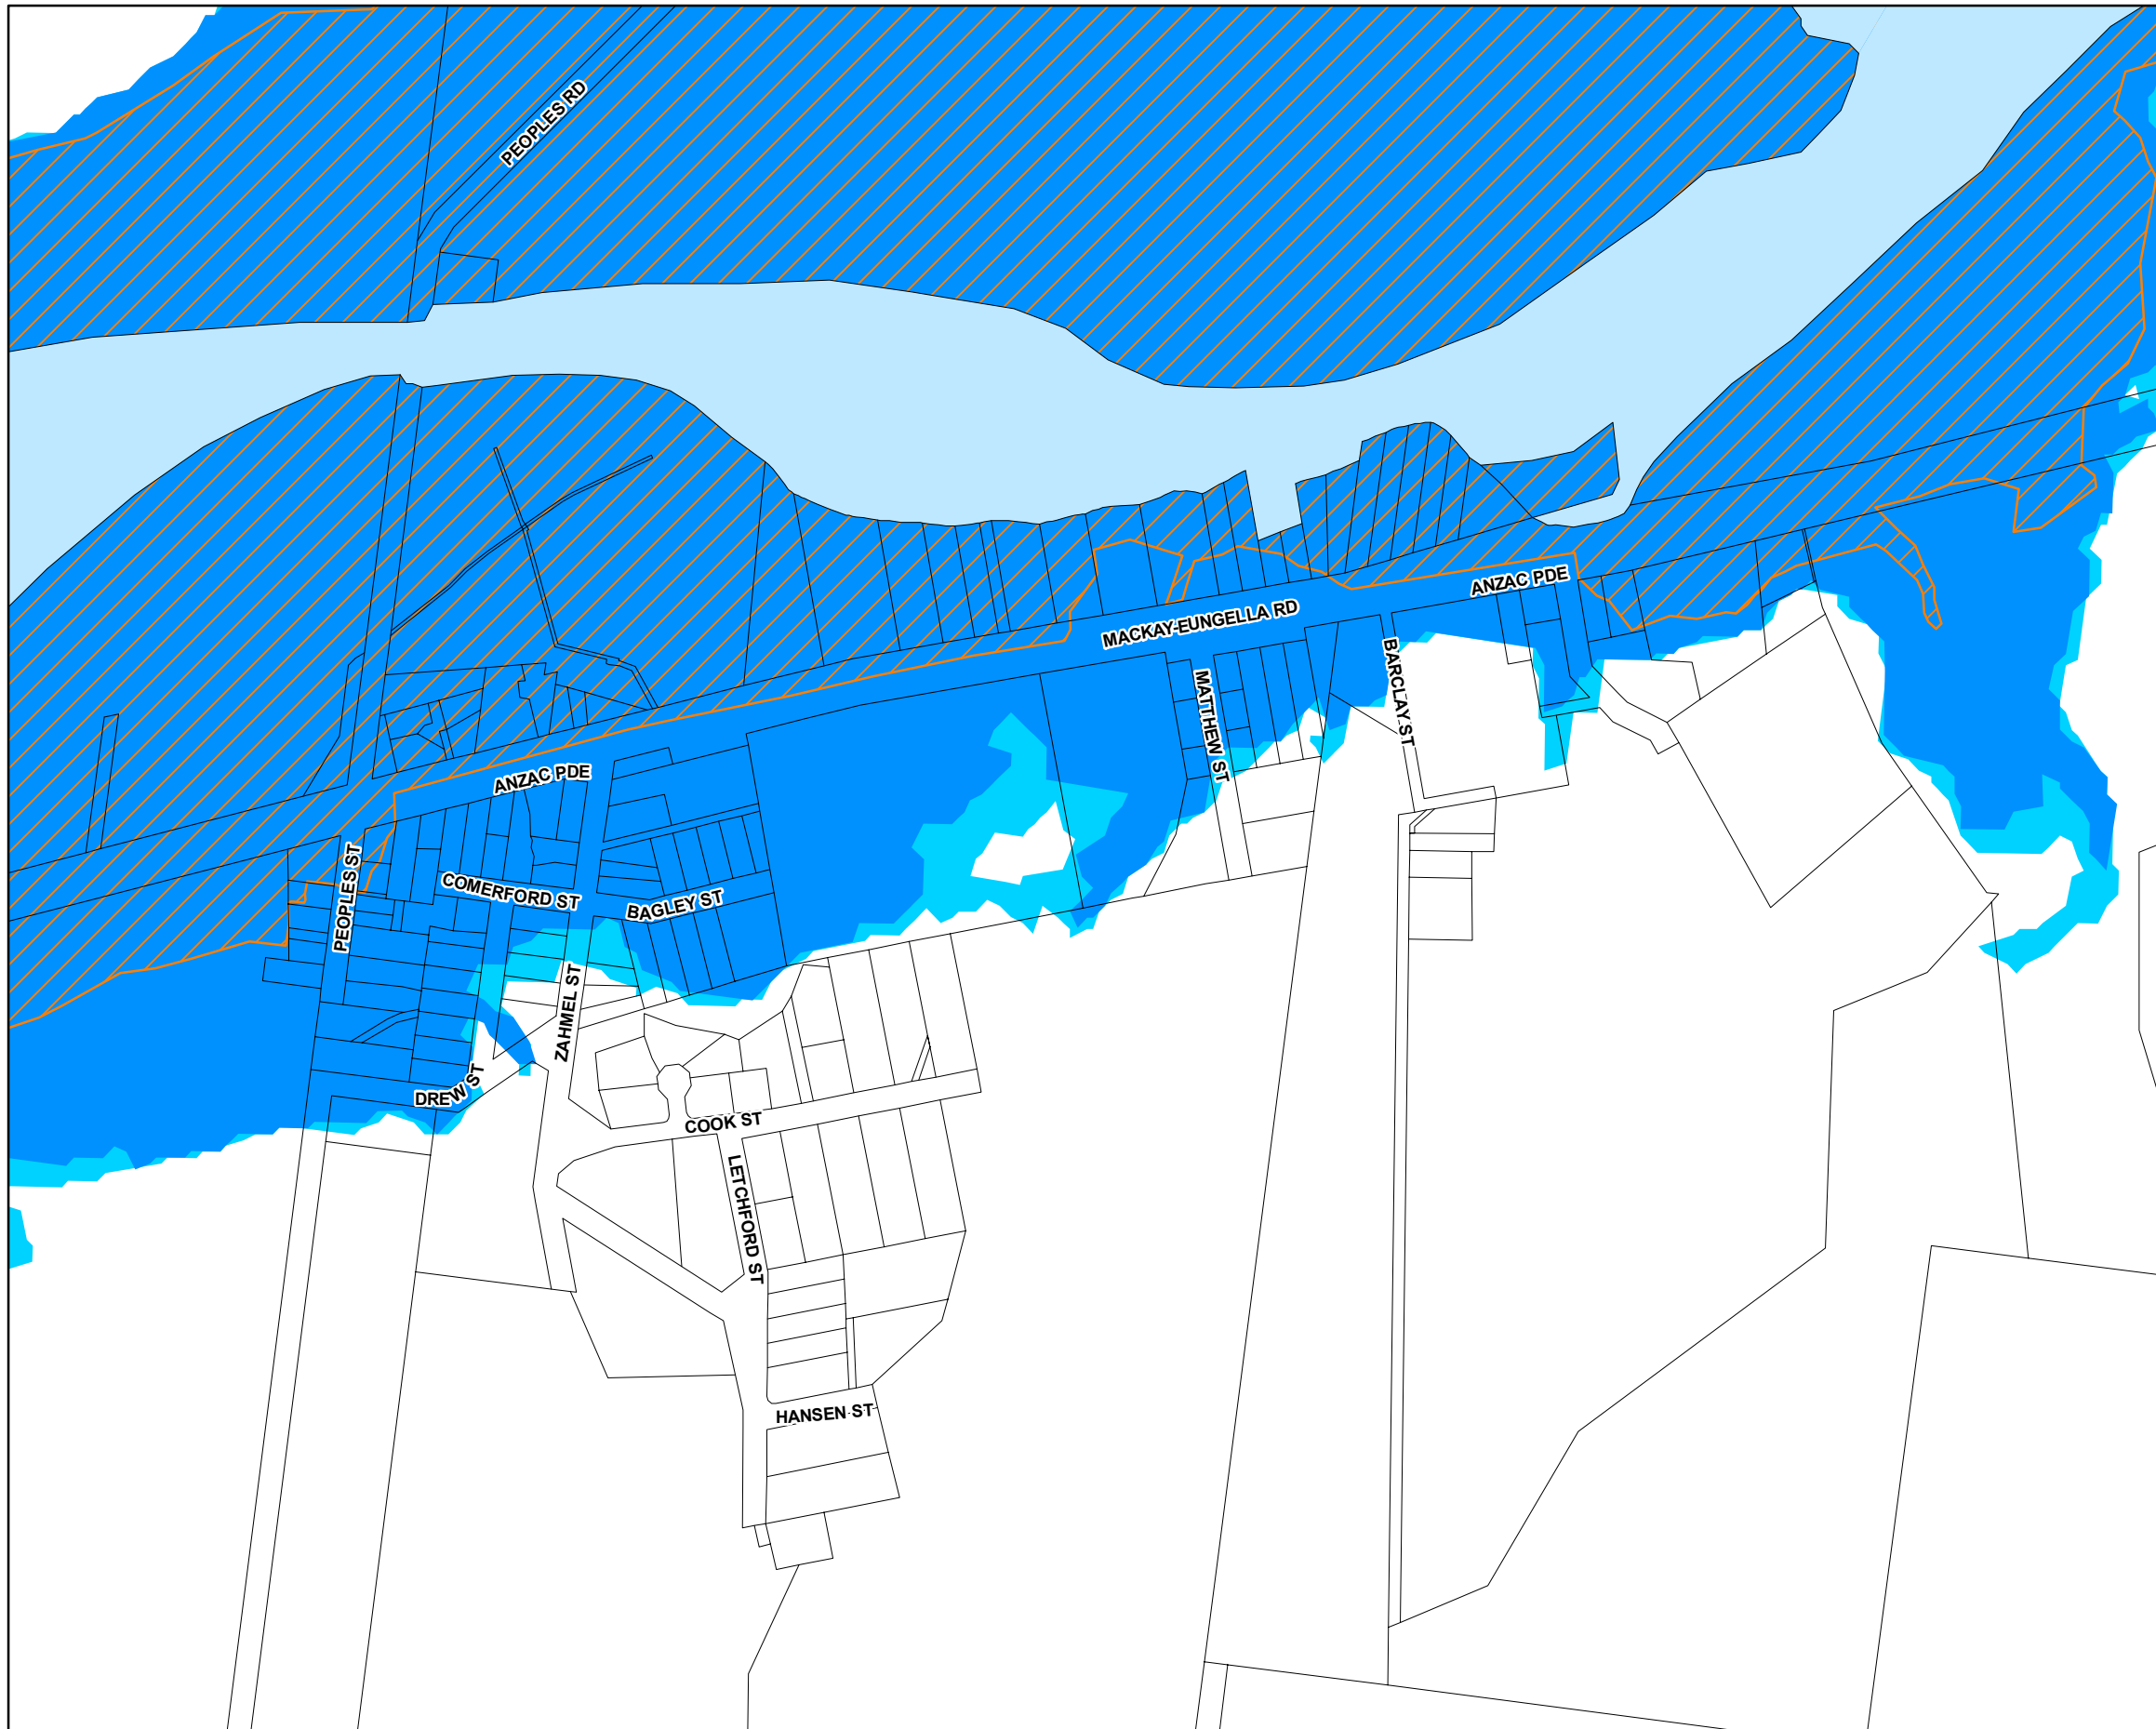 PEOPLES RD
ANZAC PDE
MACKAY-EUNGELLA RD
BARCLAY ST
MATTHEW ST
ANZAC PDE
PEOPLES ST
COMERFORD ST
BAGLEY ST
ZAHMEL ST
DREW ST
COOK ST
LETCHFORD ST
HANSEN ST